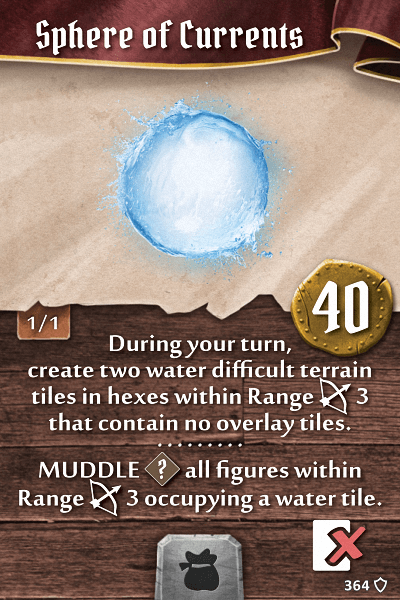 Sphere of Currents
40
1/1
During your turn,
create two water difficult terrain
tiles in hexes within Range 3
that contain no overlay tiles.
MUDDLE ? all figures within
Range 3 occupying a water tile.
364